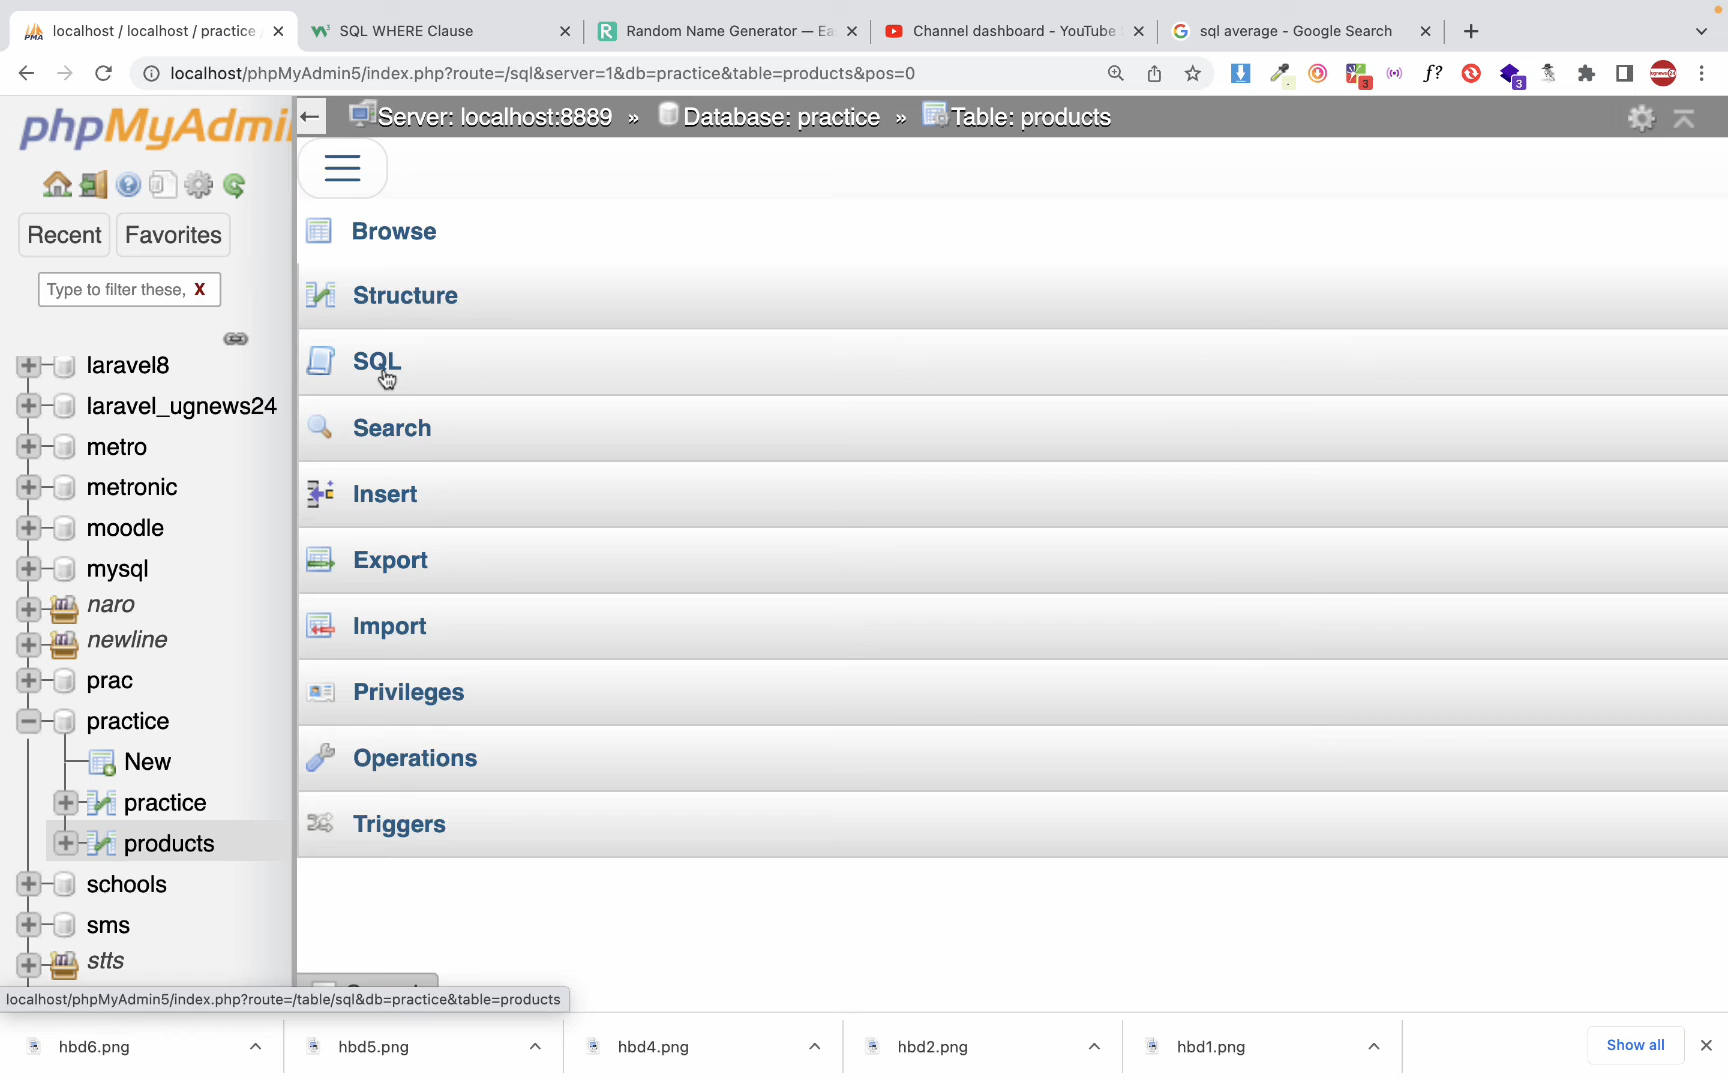 localhost / localhost / practice
SQL WHERE Clause
Random Name Generator — Ea
Channel dashboard - YouTube
sql average - Google Search
localhost/phpMyAdmin5/index.php?route=/sql&server=1&db=practice&table=products&pos=0
f?
3
3
phpMyAdmi
Server: localhost:8889 » Database: practice » Table: products
Recent
Favorites
Type to filter these, X
laravel8
laravel_ugnews24
metro
metronic
moodle
mysql
naro
newline
prac
practice
New
practice
products
schools
sms
stts
Browse
Structure
SQL
Search
Insert
Export
Import
Privileges
Operations
Triggers
localhost/phpMyAdmin5/index.php?route=/table/sql&db=practice&table=products
hbd6.png
hbd5.png
hbd4.png
hbd2.png
hbd1.png
Show all